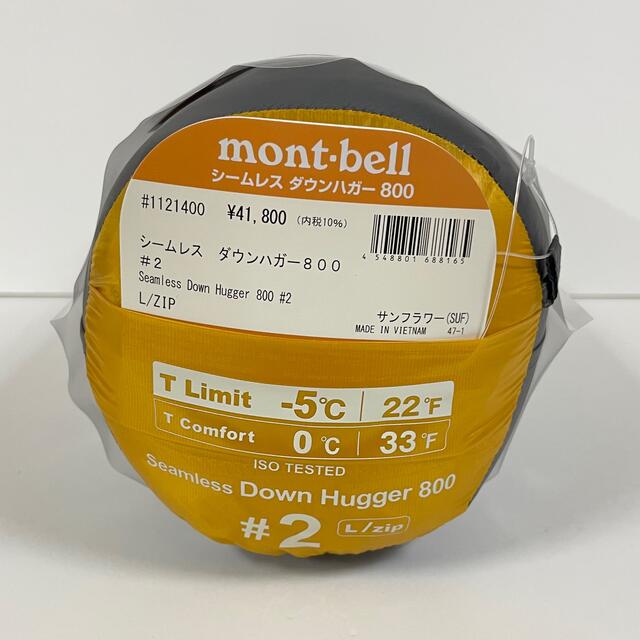 mont-bell
シームレス ダウンハガー 800
#1121400 ¥41,800 (内税10%)
4 548801 688165
シームレス ダウンハガー800
#2
Seamless Down Hugger 800 #2
L/ZIP
サンフラワー(SUF)
MADE IN VIETNAM 47-1
T Limit -5℃ 22°F
T Comfort 0℃ 33°F
ISO TESTED
Seamless Down Hugger 800
#2 L/zip